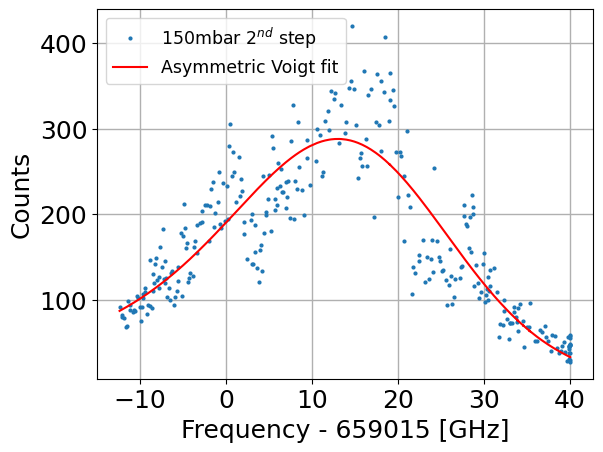 150mbar 2nd step
Asymmetric Voigt fit
Counts
400
300
200
100
−10 0 10 20 30 40
Frequency - 659015 [GHz]